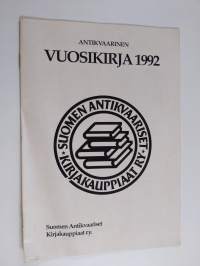 ANTIKVAARINEN
VUOSIKIRJA 1992
SUOMEN ANTIKVAARISET
KIRJAKAUPPIAAT RY.
Suomen Antikvaariset
Kirjakauppiaat r.y.